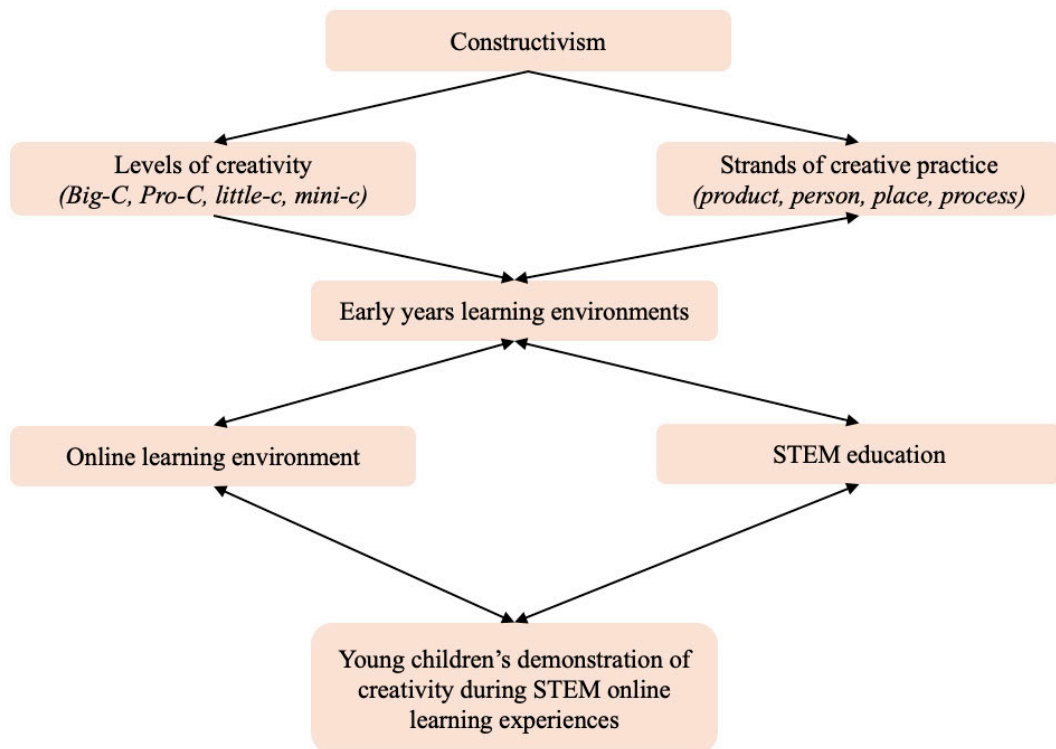 Constructivism
Levels of creativity
(Big-C, Pro-C, little-c, mini-c)
Strands of creative practice
(product, person, place, process)
Early years learning environments
Online learning environment
STEM education
Young children’s demonstration of
creativity during STEM online
learning experiences